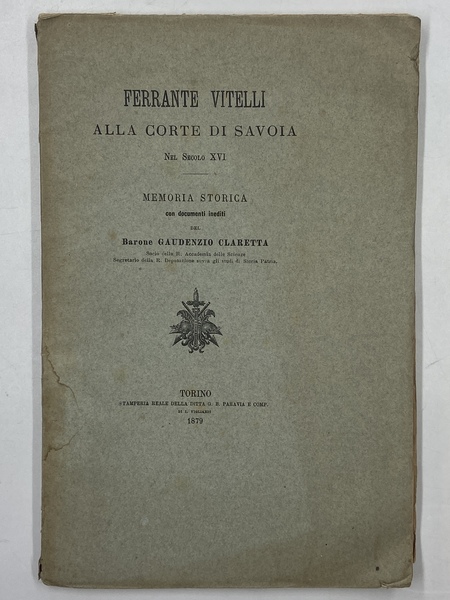 FERRANTE VITELLI
ALLA CORTE DI SAVOIA
NEL SECOLO XVI
MEMORIA STORICA
con documenti inediti
DEL
Barone GAUDENZIO CLARETTA
Socio della R. Accademia delle Scienze
Segretario della R. Deputazione sovra gli studi di Storia Patria.
TORINO
STAMPERIA REALE DELLA DITTA G. B. PARAVIA E COMP.
DI I. VIGLIARDI
1879